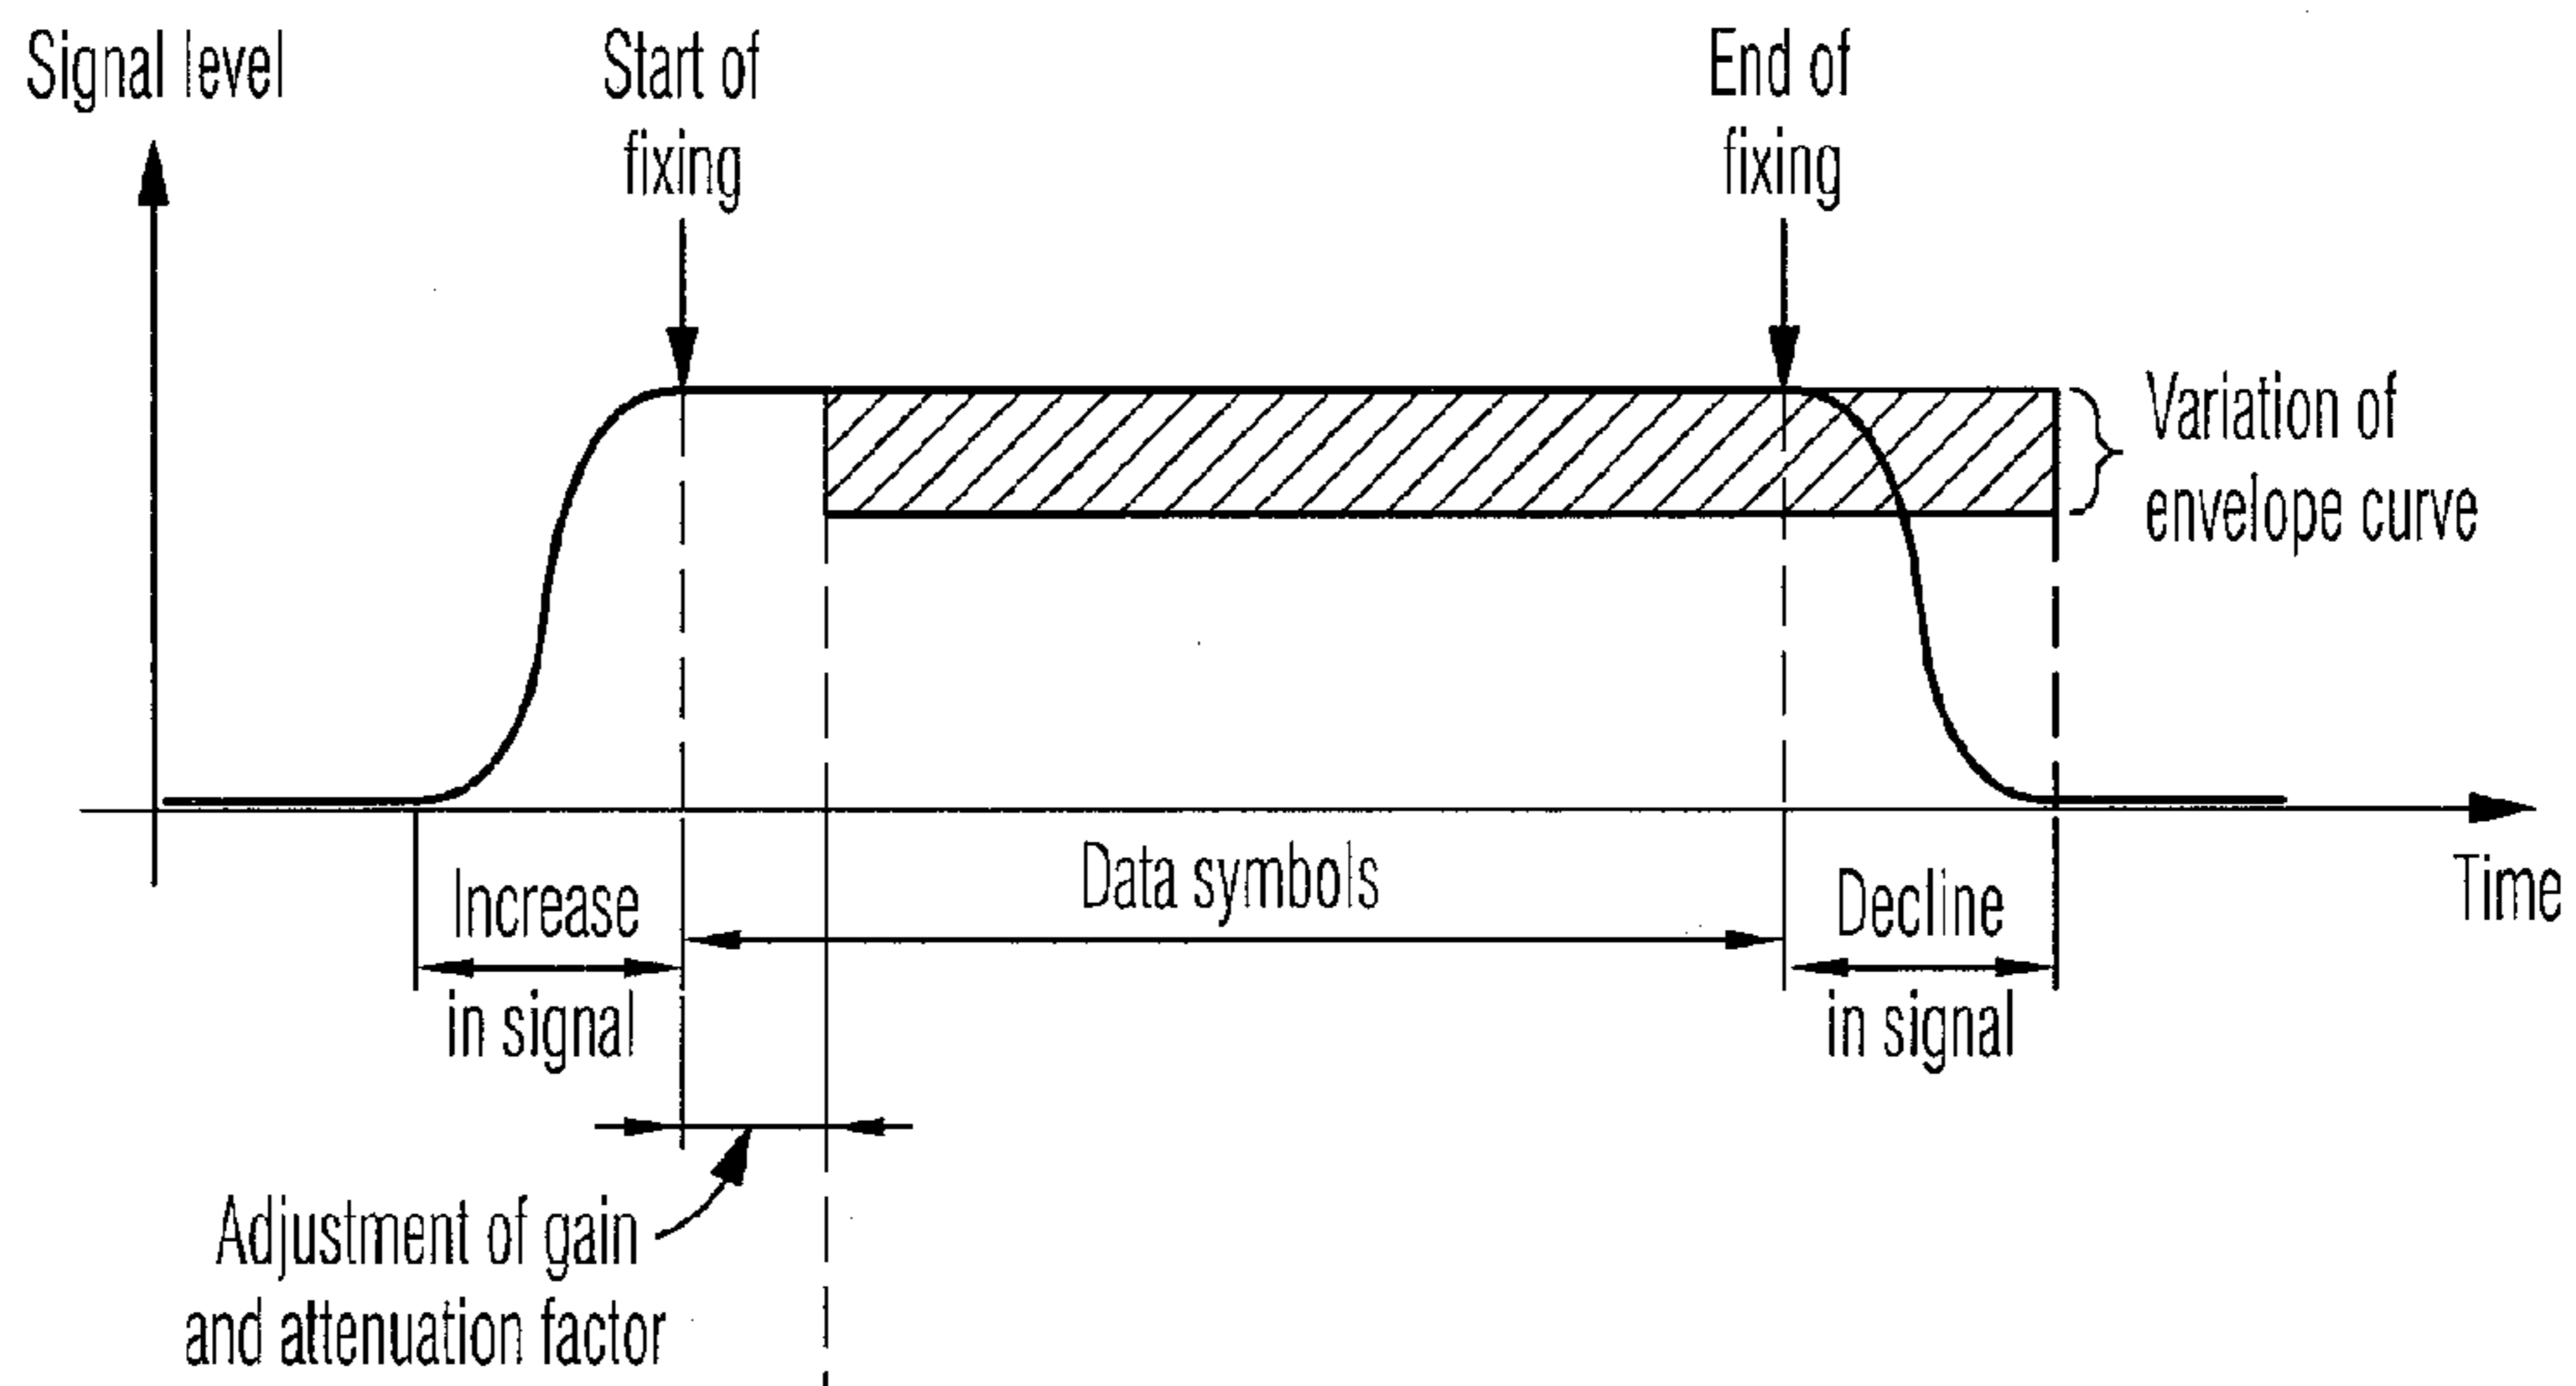 Signal level
Start of
fixing
End of
fixing
Variation of
envelope curve
Data symbols
Time
Increase
in signal
Decline
in signal
Adjustment of gain
and attenuation factor